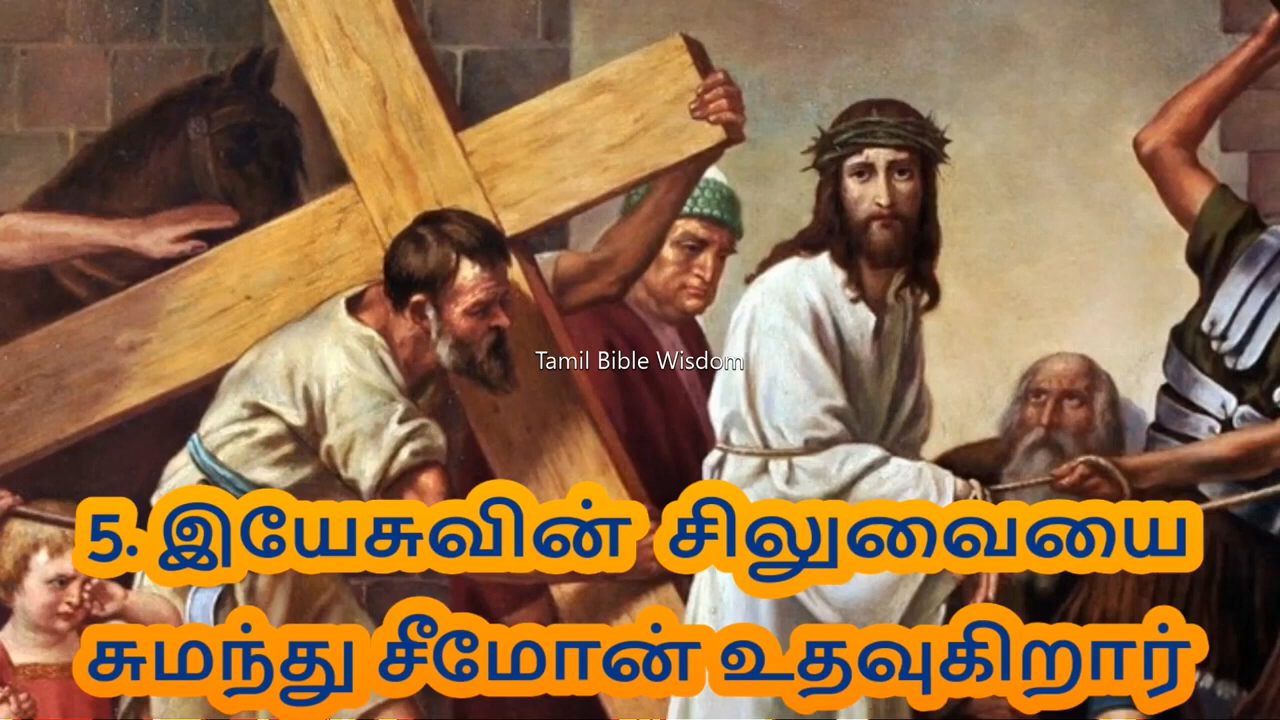 Tamil Bible Wisdom
5. இயேசுவின் சிலுவையை
சுமந்து சீமோன் உதவுகிறார்